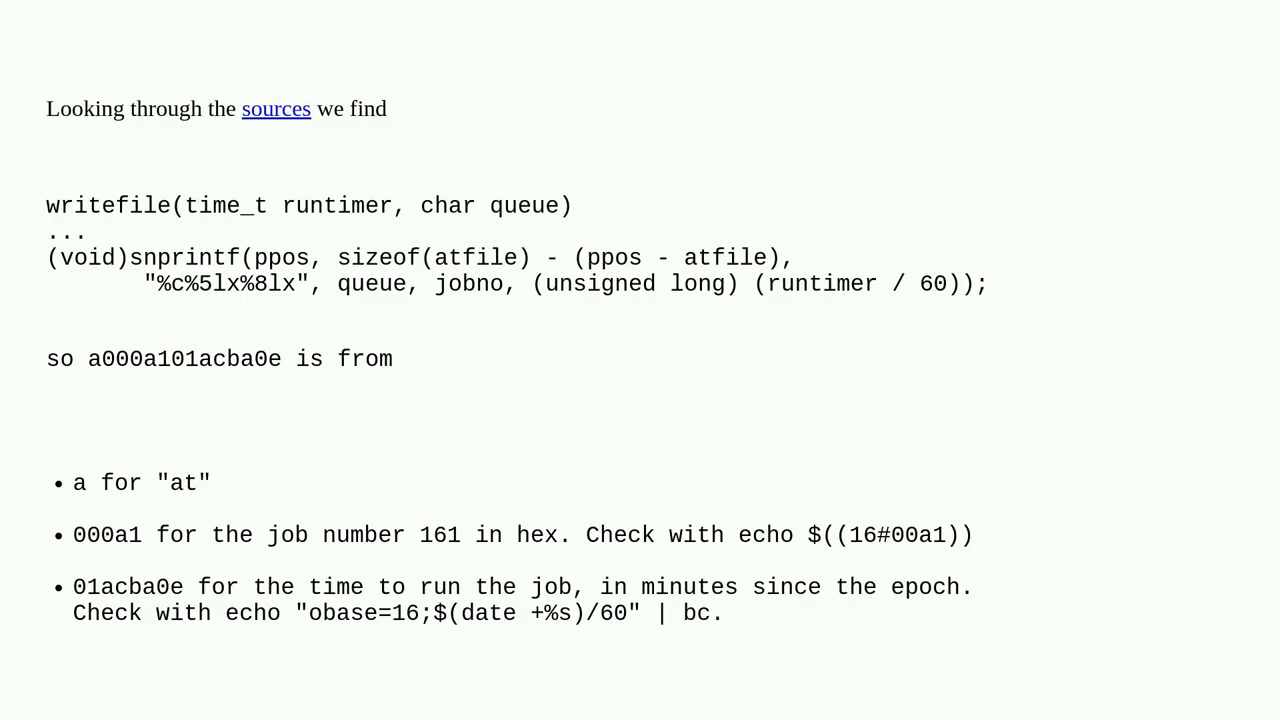 Looking through the sources we find
writefile(time_t runtimer, char queue)
...
(void)snprintf(ppos, sizeof(atfile) - (ppos - atfile),
"%c%5lx%8lx", queue, jobno, (unsigned long) (runtimer / 60));
so a000a101acba0e is from
• a for "at"
• 000a1 for the job number 161 in hex. Check with echo $((16#00a1))
• 01acba0e for the time to run the job, in minutes since the epoch.
Check with echo "obase=16;$(date +%s)/60" | bc.